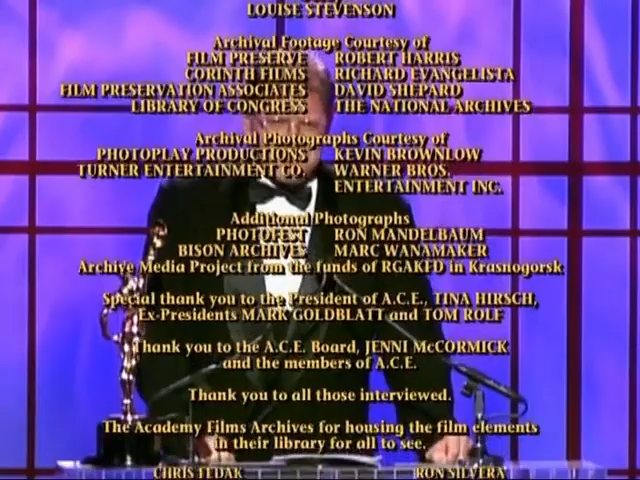 LOUISE STEVENSON
Archival Footage Courtesy of
FILM PRESERVE ROBERT HARRIS
CORINTH FILMS RICHARD EVANGELISTA
FILM PRESERVATION ASSOCIATES DAVID SHEPARD
LIBRARY OF CONGRESS THE NATIONAL ARCHIVES
Archival Photographs Courtesy of
PHOTOPLAY PRODUCTIONS KEVIN BROWNLOW
TURNER ENTERTAINMENT CO. WARNER BROS.
ENTERTAINMENT INC.
Additional Photographs
PHOTOFEST RON MANDELBAUM
BISON ARCHIVES MARC WANAMAKER
Archive Media Project from the funds of RGAKFD in Krasnogorsk
Special thank you to the President of A.C.E., TINA HIRSCH,
Ex-Presidents MARK GOLDBLATT and TOM ROLF
Thank you to the A.C.E. Board, JENNI McCORMICK
and the members of A.C.E.
Thank you to all those interviewed.
The Academy Films Archives for housing the film elements
in their library for all to see.
CHRIS FEDAK RON SILVERA